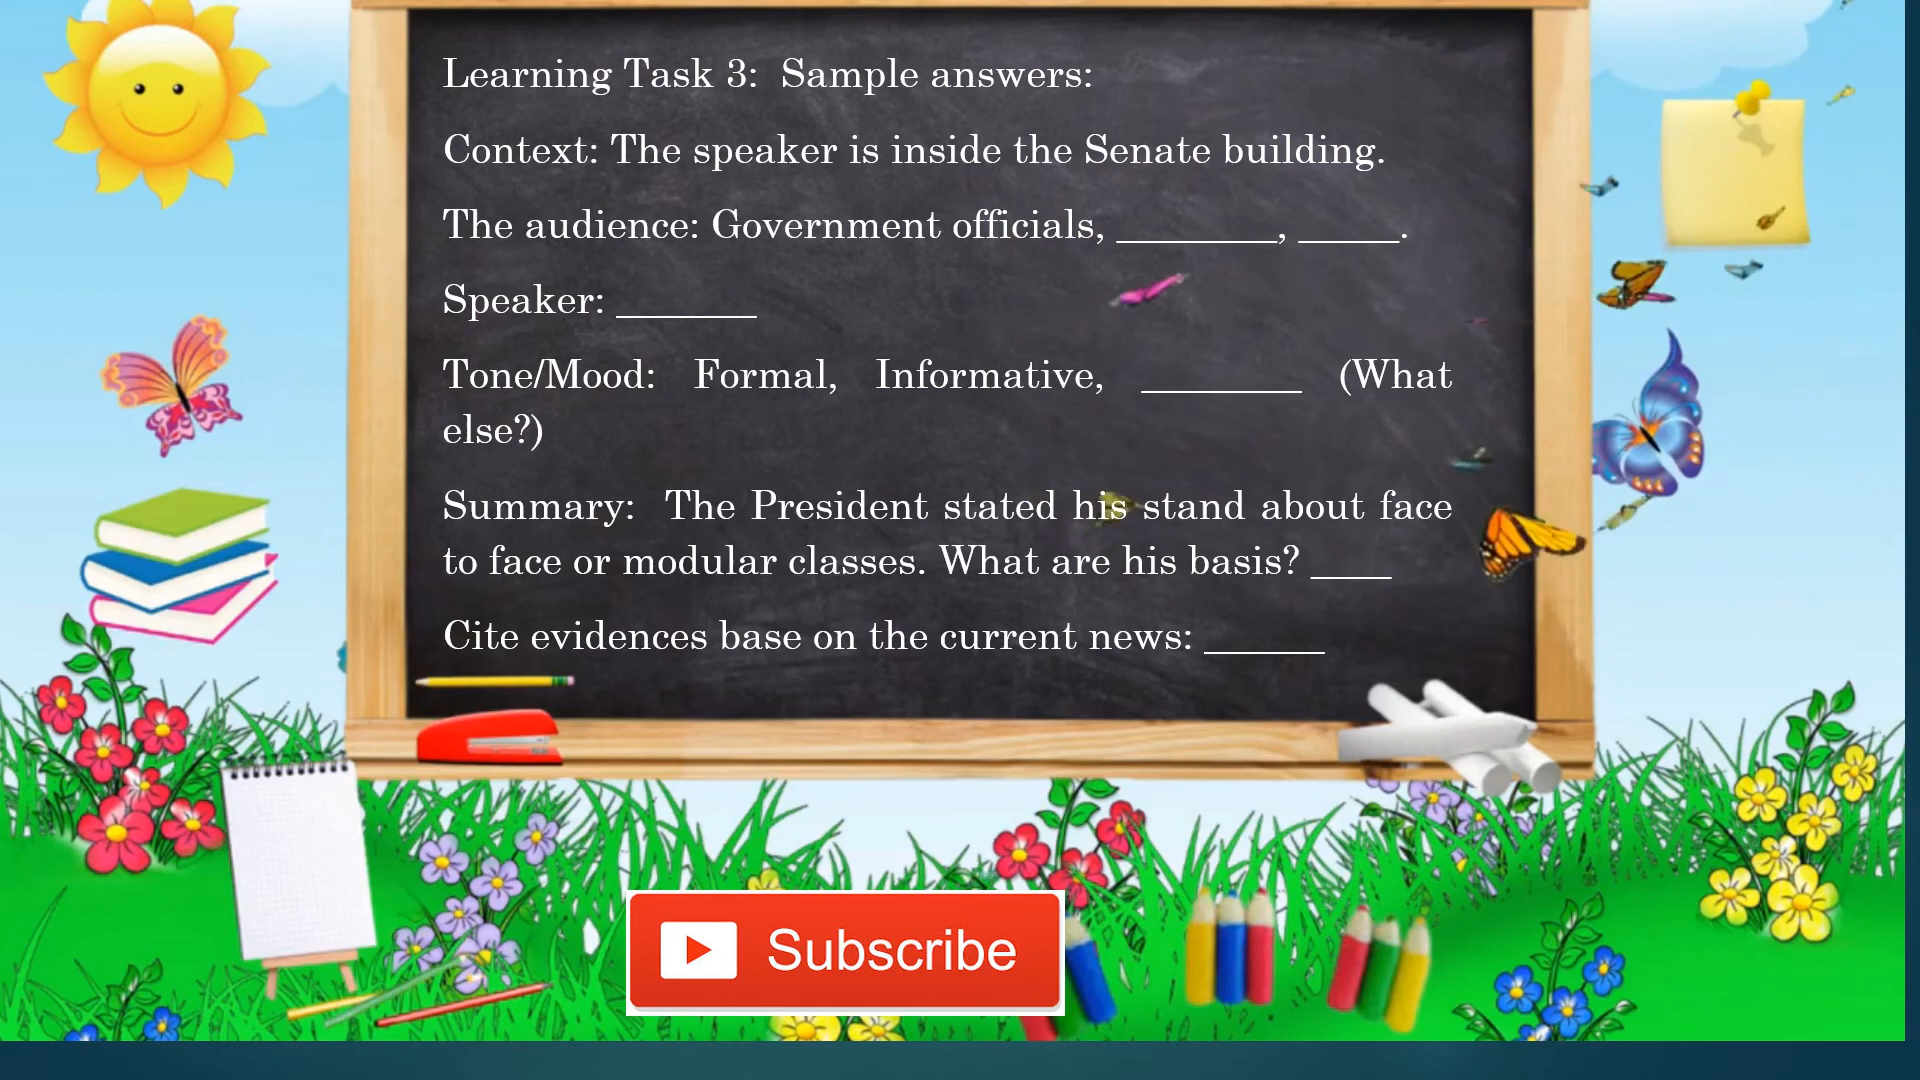 Learning Task 3: Sample answers:
Context: The speaker is inside the Senate building.
The audience: Government officials, ________, _____.
Speaker: _______
Tone/Mood: Formal, Informative, ________ (What
else?)
Summary: The President stated his stand about face
to face or modular classes. What are his basis? ____
Cite evidences base on the current news: ______
Subscribe